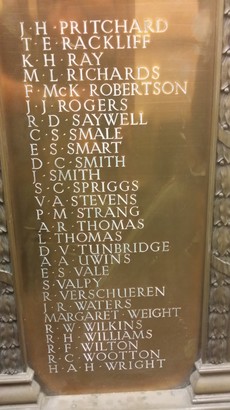 J·H·PRITCHARD
T·E·RACKLIFF
K·H·RAY
M·L·RICHARDS
F·McK·ROBERTSON
J·J·ROGERS
R·D·SAYWELL
C·S·SMALE
E·S·SMART
D·C·SMITH
J·SMITH
S·C·SPRIGGS
V·A·STEVENS
P·M·STRANG
A·R·THOMAS
L·THOMAS
D·V·TUNBRIDGE
A·A·UWINS
E·S·VALE
S·VALPY
R·VERSCHUEREN
J·R·WATERS
MARGARET·WEIGHT
R·W·WILKINS
R·H·WILLIAMS
R·F·WILTON
R·C·WOOTTON
H·A·H·WRIGHT